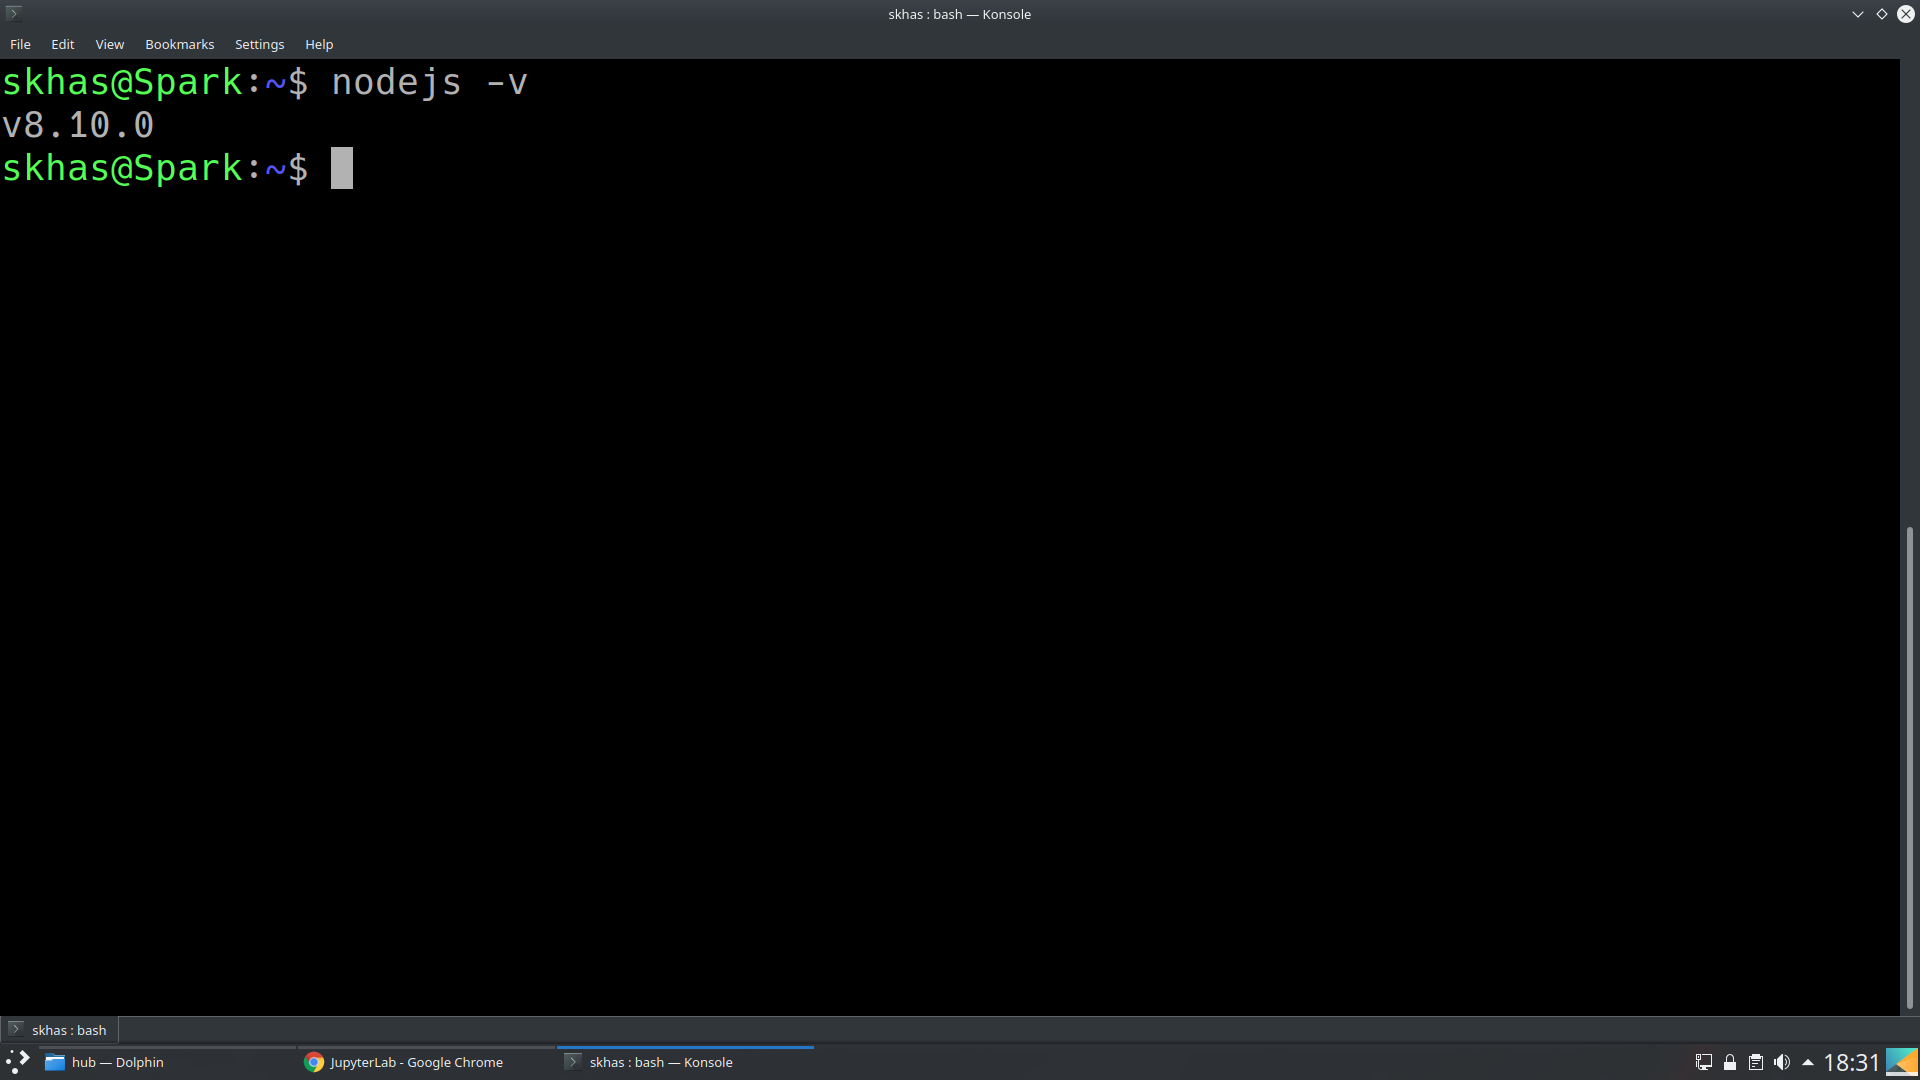 skhas : bash — Konsole
File Edit View Bookmarks Settings Help
skhas@Spark:~$ nodejs -v
v8.10.0
skhas@Spark:~$
skhas : bash
hub — Dolphin JupyterLab - Google Chrome skhas : bash — Konsole 18:31